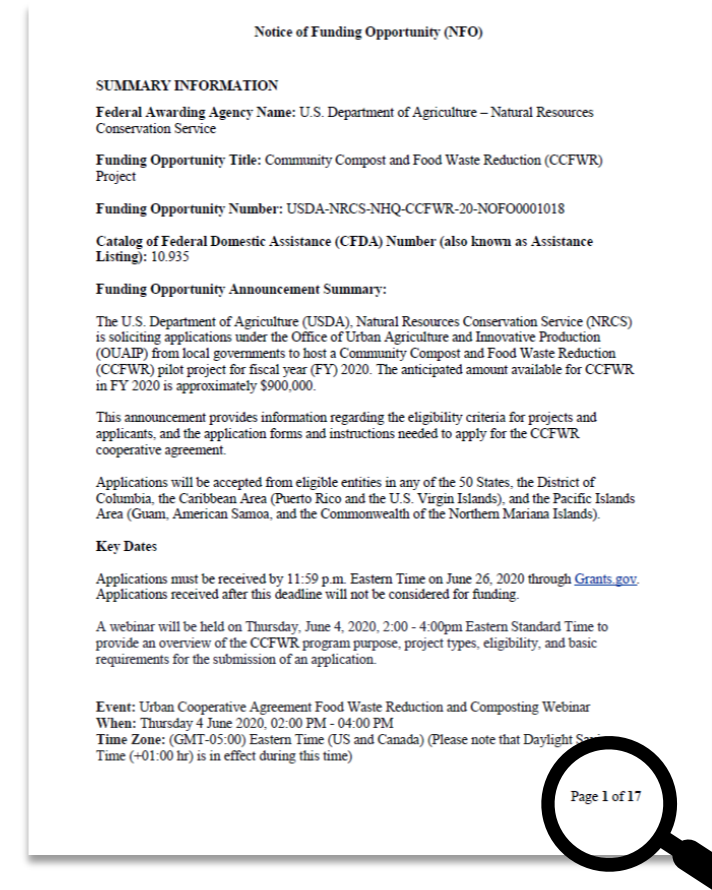 Notice of Funding Opportunity (NFO)
SUMMARY INFORMATION
Federal Awarding Agency Name: U.S. Department of Agriculture – Natural Resources
Conservation Service
Funding Opportunity Title: Community Compost and Food Waste Reduction (CCFWR)
Project
Funding Opportunity Number: USDA-NRCS-NHQ-CCFWR-20-NOFO0001018
Catalog of Federal Domestic Assistance (CFDA) Number (also known as Assistance
Listing): 10.935
Funding Opportunity Announcement Summary:
The U.S. Department of Agriculture (USDA), Natural Resources Conservation Service (NRCS)
is soliciting applications under the Office of Urban Agriculture and Innovative Production
(OUAIP) from local governments to host a Community Compost and Food Waste Reduction
(CCFWR) pilot project for fiscal year (FY) 2020. The anticipated amount available for CCFWR
in FY 2020 is approximately $900,000.
This announcement provides information regarding the eligibility criteria for projects and
applicants, and the application forms and instructions needed to apply for the CCFWR
cooperative agreement.
Applications will be accepted from eligible entities in any of the 50 States, the District of
Columbia, the Caribbean Area (Puerto Rico and the U.S. Virgin Islands), and the Pacific Islands
Area (Guam, American Samoa, and the Commonwealth of the Northern Mariana Islands).
Key Dates
Applications must be received by 11:59 p.m. Eastern Time on June 26, 2020 through Grants.gov.
Applications received after this deadline will not be considered for funding.
A webinar will be held on Thursday, June 4, 2020, 2:00 - 4:00pm Eastern Standard Time to
provide an overview of the CCFWR program purpose, project types, eligibility, and basic
requirements for the submission of an application.
Event: Urban Cooperative Agreement Food Waste Reduction and Composting Webinar
When: Thursday 4 June 2020, 02:00 PM - 04:00 PM
Time Zone: (GMT-05:00) Eastern Time (US and Canada) (Please note that Daylight
Time (+01:00 hr) is in effect during this time)
Page 1 of 17